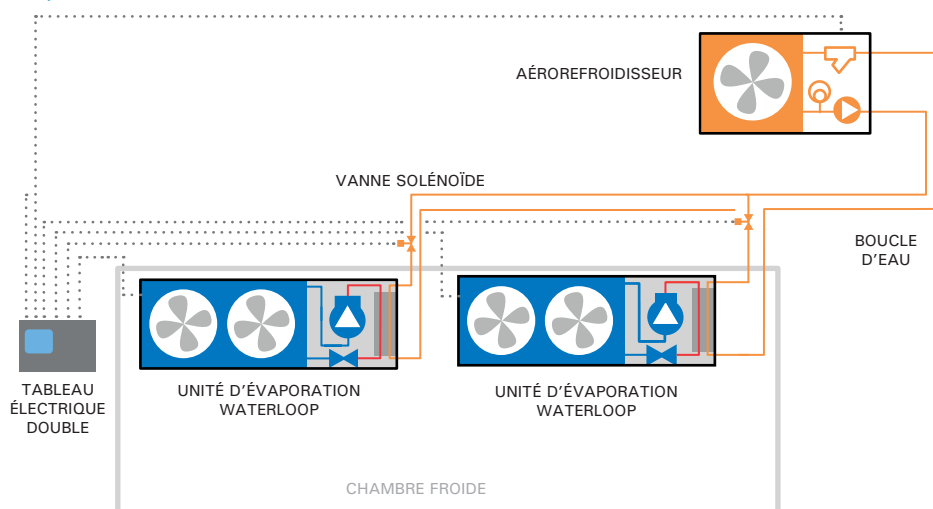 AÉROREFROIDISSEUR
VANNE SOLÉNOÏDE
BOUCLE
D'EAU
TABLEAU
ÉLECTRIQUE
DOUBLE
UNITÉ D'ÉVAPORATION
WATERLOOP
UNITÉ D'ÉVAPORATION
WATERLOOP
CHAMBRE FROIDE